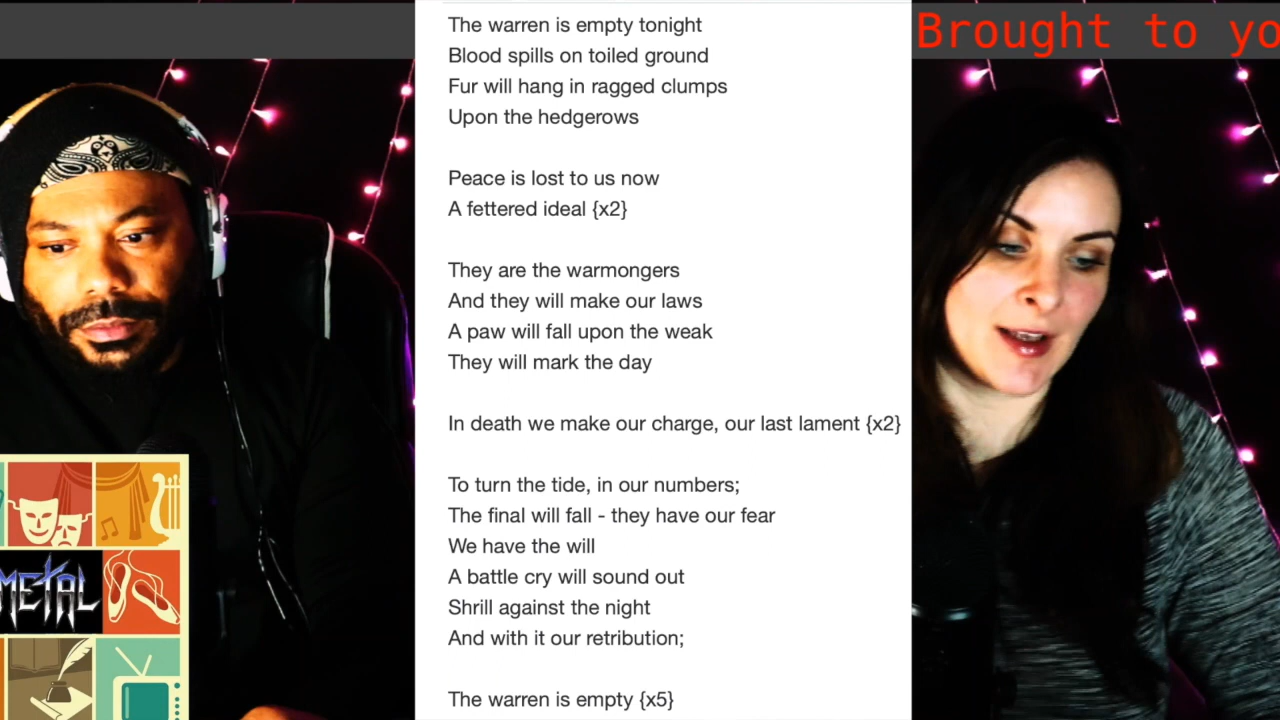 Brought to yo
The warren is empty tonight
Blood spills on toiled ground
Fur will hang in ragged clumps
Upon the hedgerows
Peace is lost to us now
A fettered ideal {x2}
They are the warmongers
And they will make our laws
A paw will fall upon the weak
They will mark the day
In death we make our charge, our last lament {x2}
To turn the tide, in our numbers;
The final will fall - they have our fear
We have the will
A battle cry will sound out
Shrill against the night
And with it our retribution;
The warren is empty {x5}
METAL